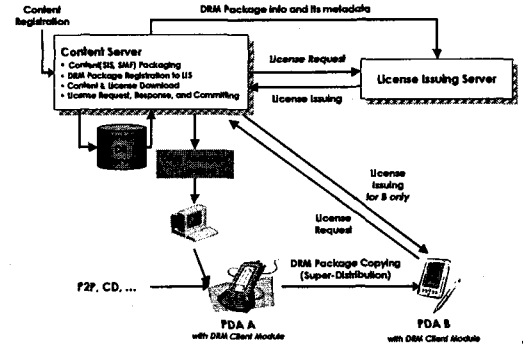 Content
Registration
DRM Package info and its metadata
Content Server
• Content(SIS, SMF) Packaging
• DRM Package Registration to LIS
• Content & License Download
• License Request, Response, and Committing
License Request
License Issuing
License Issuing Server
License
Issuing
for B only
License
Request
P2P, CD, ...
DRM Package Copying
(Super-Distribution)
PDA A
with DRM Client Module
PDA B
with DRM Client Module